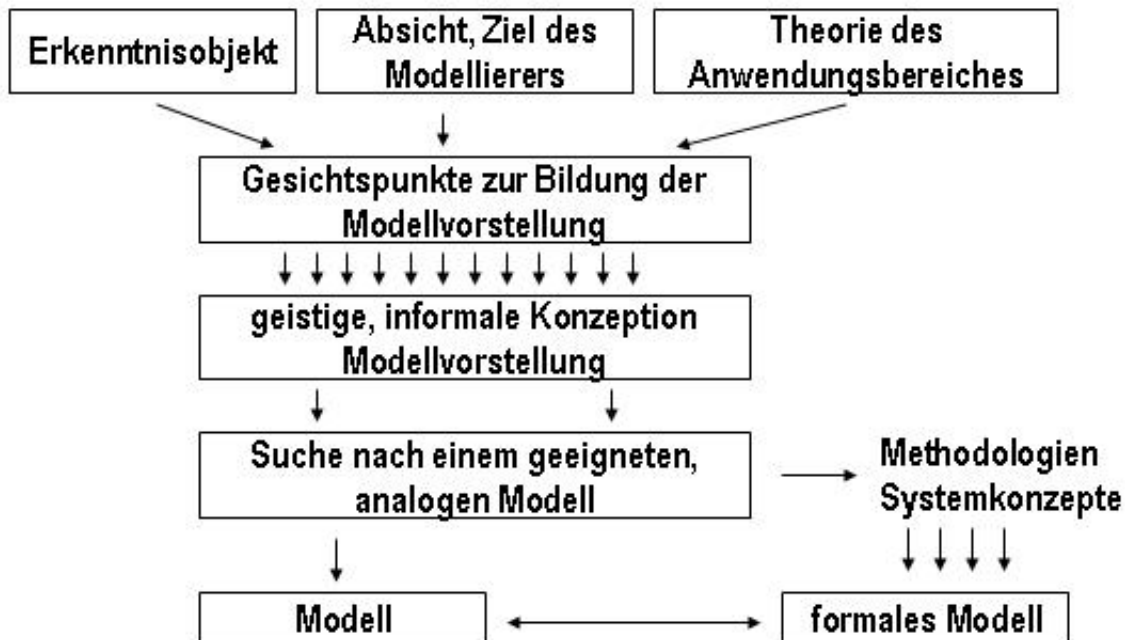 Erkenntnisobjekt
Absicht, Ziel des
Modellierers
Theorie des
Anwendungsbereiches
Gesichtspunkte zur Bildung der
Modellvorstellung
geistige, informale Konzeption
Modellvorstellung
Suche nach einem geeigneten,
analogen Modell
Methodologien
Systemkonzepte
Modell
formales Modell